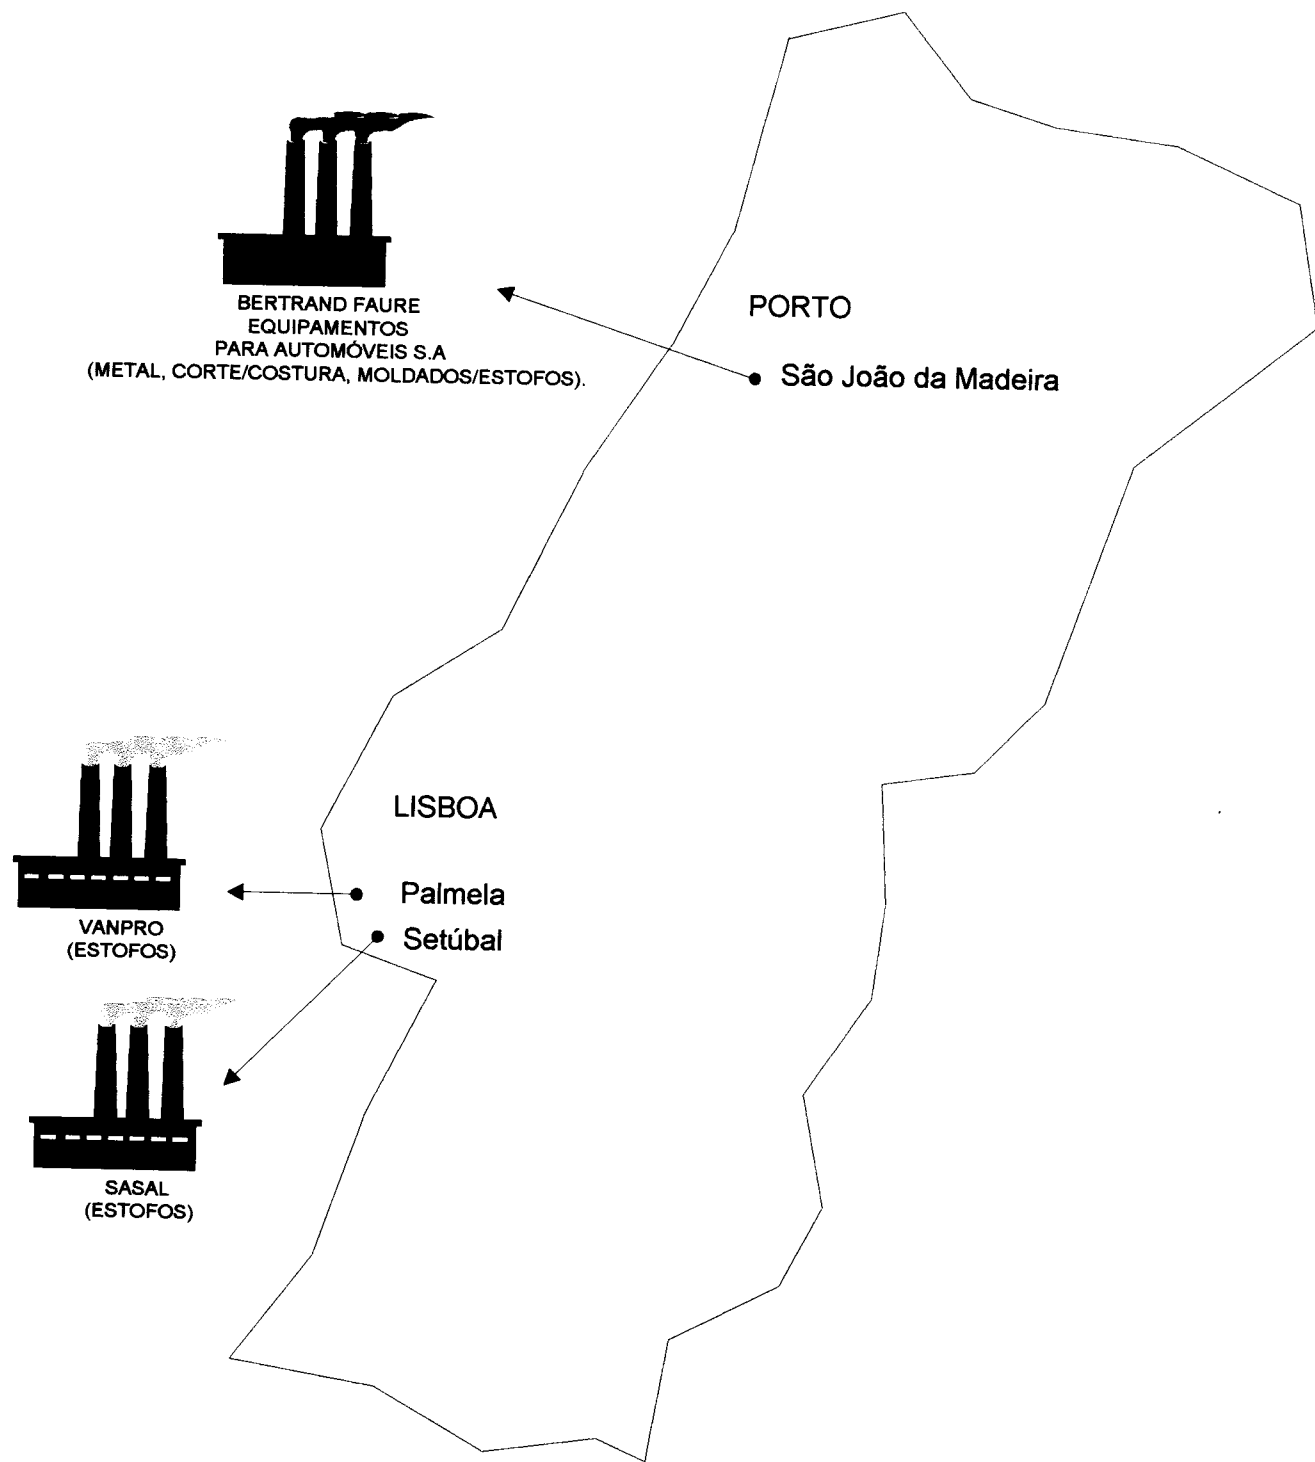 BERTRAND FAURE
EQUIPAMENTOS
PARA AUTOMÓVEIS S.A
(METAL, CORTE/COSTURA, MOLDADOS/ESTOFOS).
PORTO
São João da Madeira
LISBOA
Palmela
Setúbal
VANPRO
(ESTOFOS)
SASAL
(ESTOFOS)